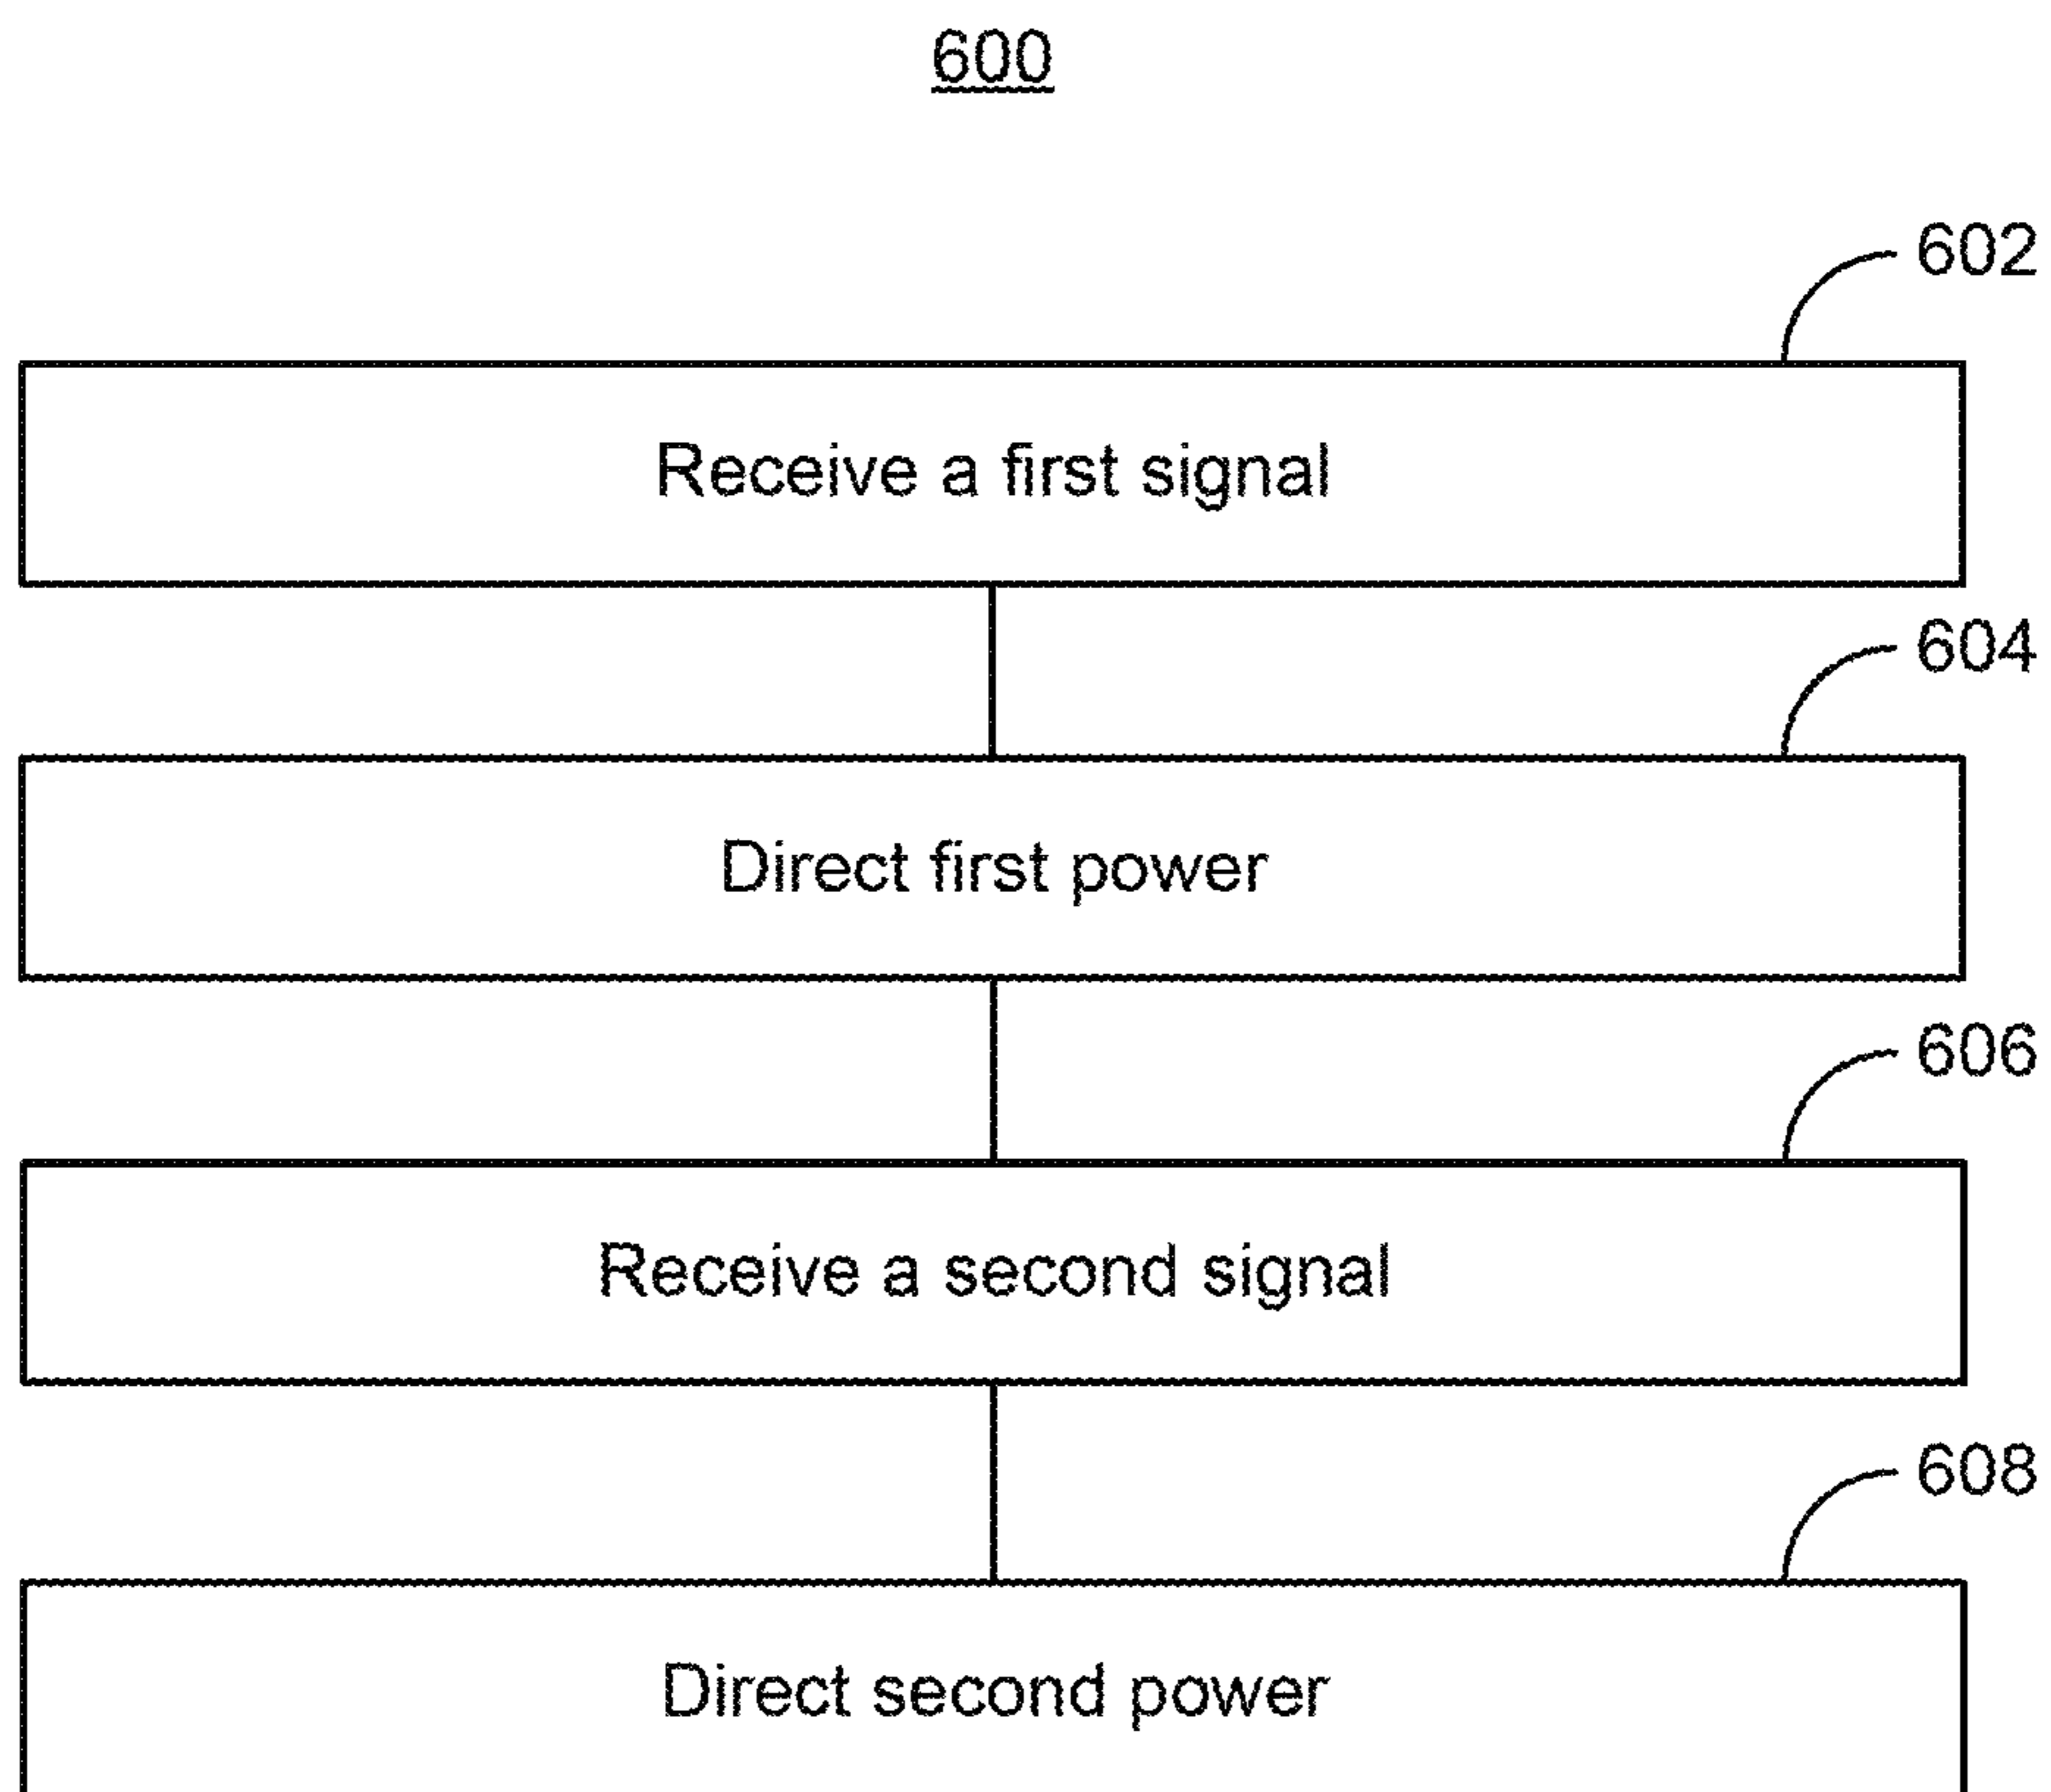 600
602
Receive a first signal
604
Direct first power
606
Receive a second signal
608
Direct second power